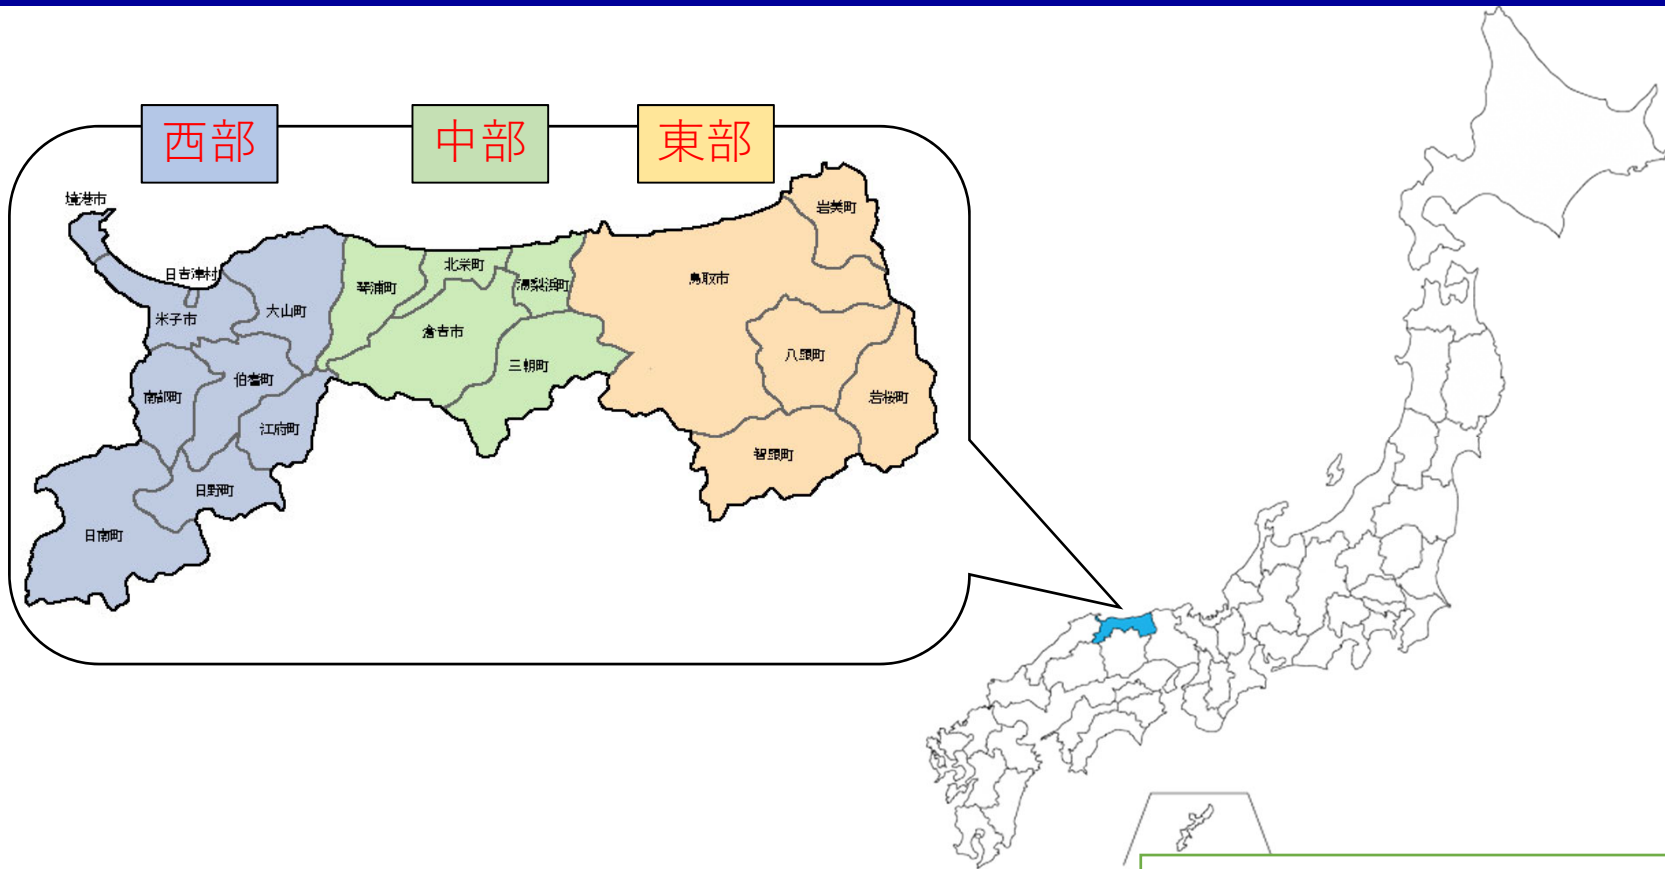 西部
中部
東部
境港市
岩美町
日吉津村
北栄町
鳥取市
琴浦町
湯梨浜町
大山町
米子市
倉吉市
八頭町
三朝町
伯耆町
南部町
若桜町
江府町
智頭町
日野町
日南町